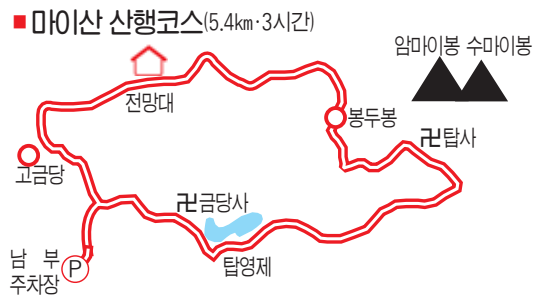 ■ 마이산 산행코스(5.4km·3시간)
암마이봉 수마이봉
전망대
봉두봉
卍탑사
고금당
卍금당사
탑영제
남 부
주차장
P